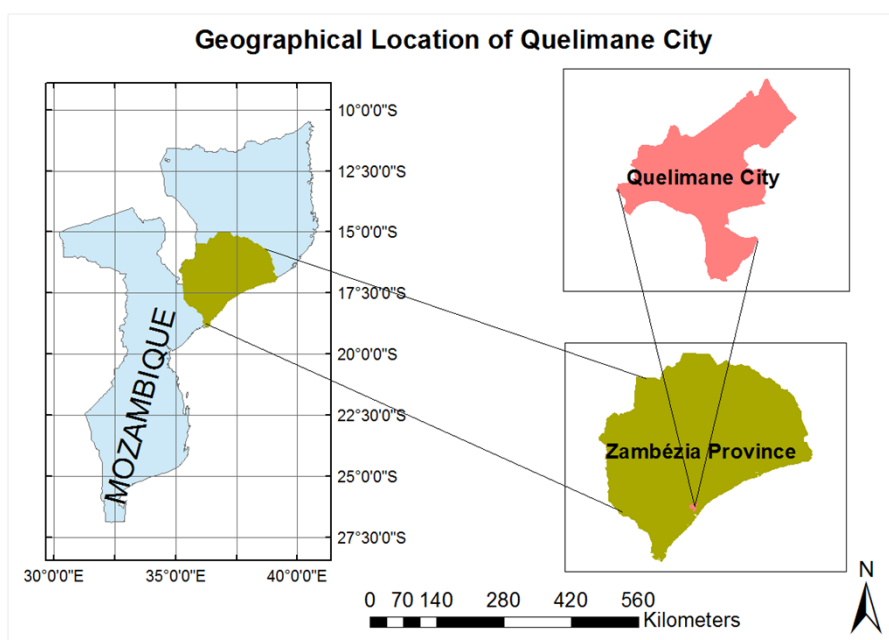 Geographical Location of Quelimane City
10°0'0"S
12°30'0"S
15°0'0"S
17°30'0"S
20°0'0"S
22°30'0"S
25°0'0"S
27°30'0"S
30°0'0"E
35°0'0"E
40°0'0"E
MOZAMBIQUE
Quelimane City
Zambézia Province
0 70 140 280 420 560
Kilometers
N